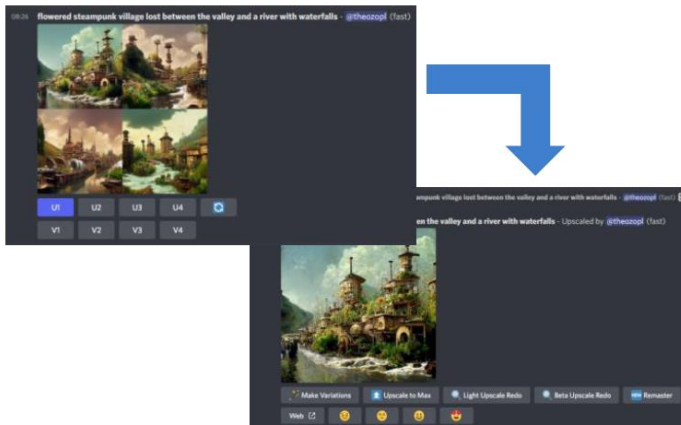 08:26 flowered steampunk village lost between the valley and a river with waterfalls - @theozopl (fast)
U1 U2 U3 U4
V1 V2 V3 V4
ampunk village lost between the valley and a river with waterfalls - @theozopl (fast)
en the valley and a river with waterfalls - Upscaled by @theozopl (fast)
Make Variations Upscale to Max Light Upscale Redo Beta Upscale Redo Remaster
Web